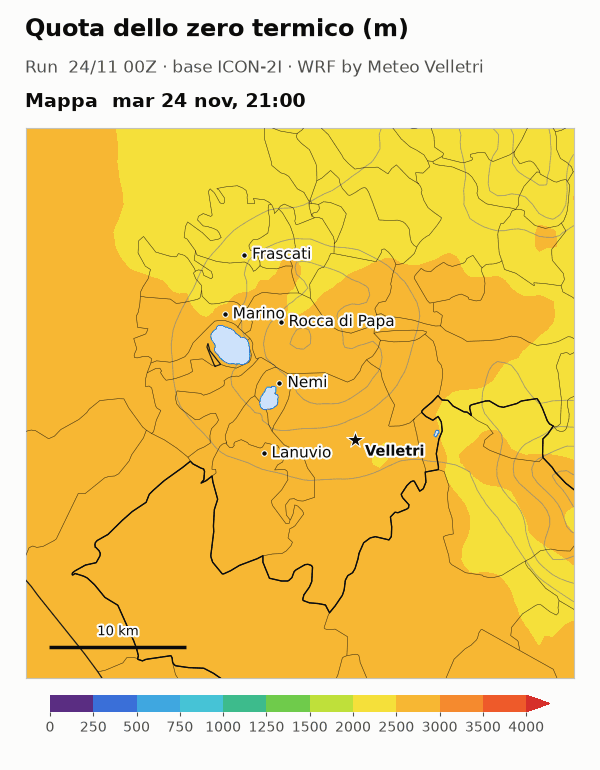 Quota dello zero termico (m)
Run  24/11 00Z · base ICON-2I · WRF by Meteo Velletri
Mappa  mar 24 nov, 21:00
Frascati
Marino
Rocca di Papa
Nemi
Velletri
Lanuvio
10 km
0 250 500 750 1000 1250 1500 2000 2500 3000 3500 4000